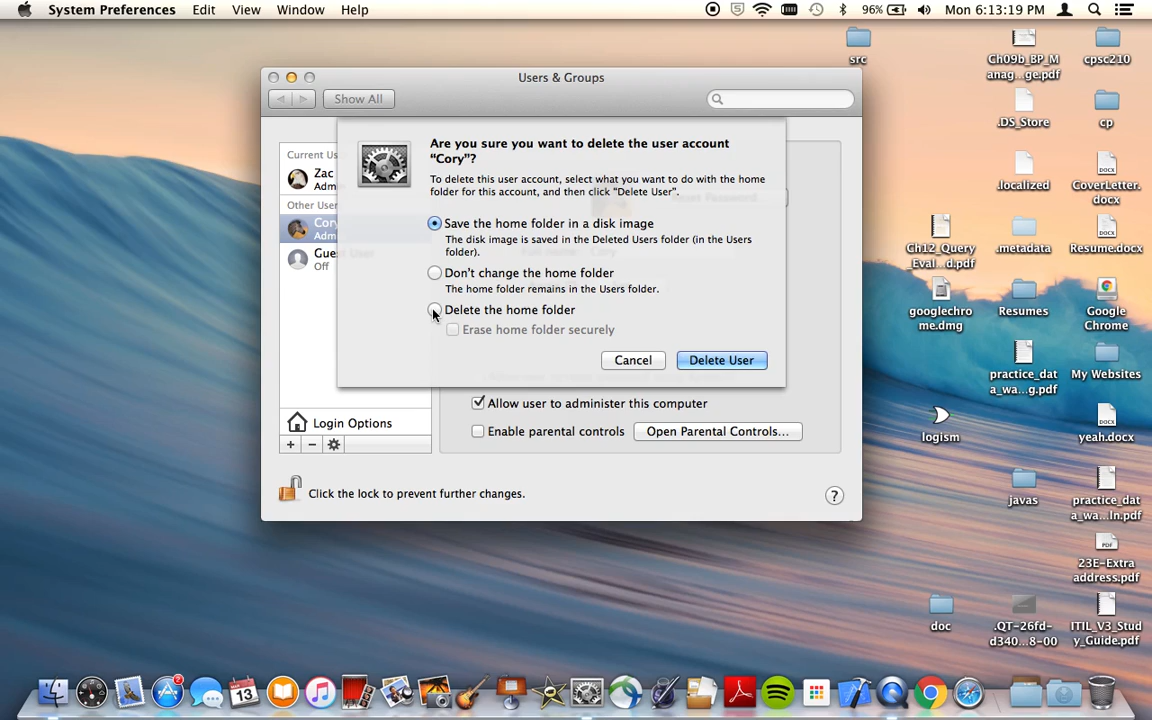 System Preferences Edit View Window Help
96% Mon 6:13:19 PM
Users & Groups
Show All
Current Us
Zac
Adm
Other User
Cory
Adm
Gue
Off
Login Options
Are you sure you want to delete the user account
“Cory”?
To delete this user account, select what you want to do with the home
folder for this account, and then click “Delete User”.
Save the home folder in a disk image
The disk image is saved in the Deleted Users folder (in the Users
folder).
Don't change the home folder
The home folder remains in the Users folder.
Delete the home folder
Erase home folder securely
Cancel
Delete User
Allow user to administer this computer
Enable parental controls
Open Parental Controls...
Click the lock to prevent further changes.
?
src
Ch09b_BP_M
anag...ge.pdf
cpsc210
.DS_Store
cp
.localized
CoverLetter.
docx
Ch12_Query
_Eval...d.pdf
.metadata
Resume.docx
googlechro
me.dmg
Resumes
Google
Chrome
practice_dat
a_wa...g.pdf
My Websites
logism
yeah.docx
javas
practice_dat
a_wa...ln.pdf
23E-Extra
address.pdf
doc
.QT-26fd-
d340...8-00
ITIL_V3_Stud
y_Guide.pdf